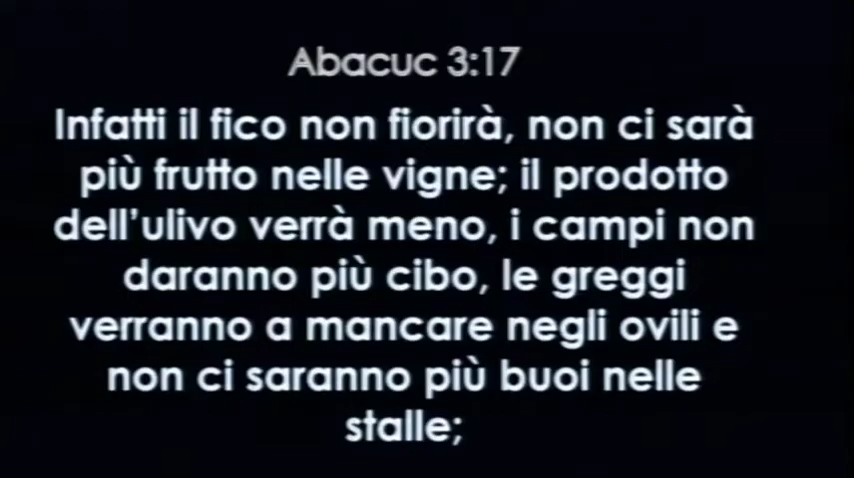 Abacuc 3:17
Infatti il fico non fiorirà, non ci sarà
più frutto nelle vigne; il prodotto
dell’ulivo verrà meno, i campi non
daranno più cibo, le greggi
verranno a mancare negli ovili e
non ci saranno più buoi nelle
stalle;